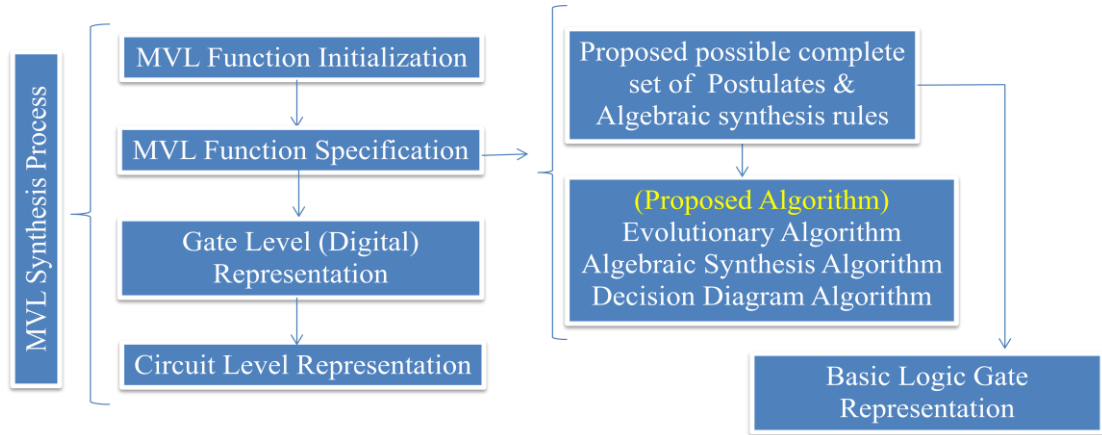 MVL Synthesis Process
MVL Function Initialization
MVL Function Specification
Gate Level (Digital)
Representation
Circuit Level Representation
Proposed possible complete
set of Postulates &
Algebraic synthesis rules
(Proposed Algorithm)
Evolutionary Algorithm
Algebraic Synthesis Algorithm
Decision Diagram Algorithm
Basic Logic Gate
Representation